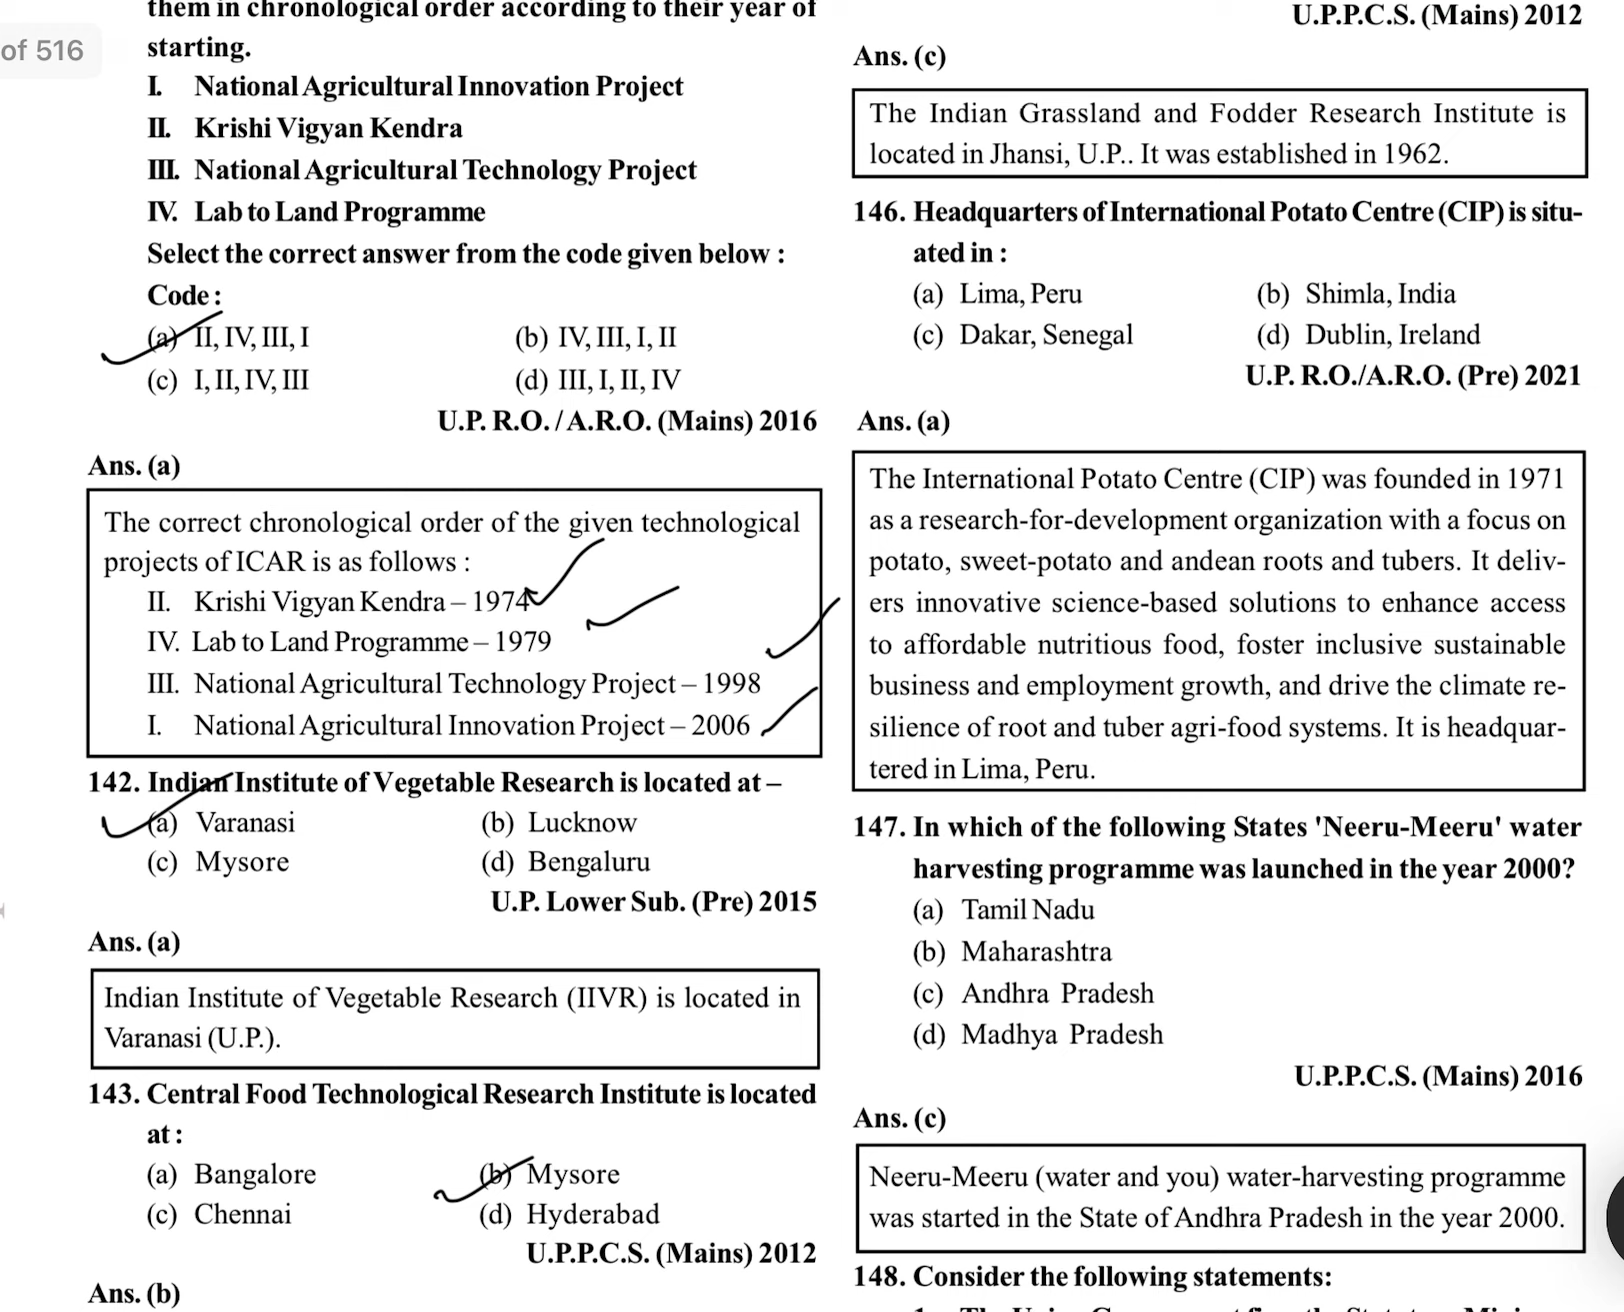 them in chronological order according to their year of
starting.
of 516
I. National Agricultural Innovation Project
II. Krishi Vigyan Kendra
III. National Agricultural Technology Project
IV. Lab to Land Programme
Select the correct answer from the code given below :
Code :
(a) II, IV, III, I (b) IV, III, I, II
(c) I, II, IV, III (d) III, I, II, IV
U.P. R.O. / A.R.O. (Mains) 2016
Ans. (a)
The correct chronological order of the given technological
projects of ICAR is as follows :
II. Krishi Vigyan Kendra – 1974
IV. Lab to Land Programme – 1979
III. National Agricultural Technology Project – 1998
I. National Agricultural Innovation Project – 2006
142. Indian Institute of Vegetable Research is located at –
(a) Varanasi (b) Lucknow
(c) Mysore (d) Bengaluru
U.P. Lower Sub. (Pre) 2015
Ans. (a)
Indian Institute of Vegetable Research (IIVR) is located in
Varanasi (U.P.).
143. Central Food Technological Research Institute is located
at :
(a) Bangalore (b) Mysore
(c) Chennai (d) Hyderabad
U.P.P.C.S. (Mains) 2012
Ans. (b)
U.P.P.C.S. (Mains) 2012
Ans. (c)
The Indian Grassland and Fodder Research Institute is
located in Jhansi, U.P.. It was established in 1962.
146. Headquarters of International Potato Centre (CIP) is situ-
ated in :
(a) Lima, Peru (b) Shimla, India
(c) Dakar, Senegal (d) Dublin, Ireland
U.P. R.O./A.R.O. (Pre) 2021
Ans. (a)
The International Potato Centre (CIP) was founded in 1971
as a research-for-development organization with a focus on
potato, sweet-potato and andean roots and tubers. It deliv-
ers innovative science-based solutions to enhance access
to affordable nutritious food, foster inclusive sustainable
business and employment growth, and drive the climate re-
silience of root and tuber agri-food systems. It is headquar-
tered in Lima, Peru.
147. In which of the following States 'Neeru-Meeru' water
harvesting programme was launched in the year 2000?
(a) Tamil Nadu
(b) Maharashtra
(c) Andhra Pradesh
(d) Madhya Pradesh
U.P.P.C.S. (Mains) 2016
Ans. (c)
Neeru-Meeru (water and you) water-harvesting programme
was started in the State of Andhra Pradesh in the year 2000.
148. Consider the following statements: